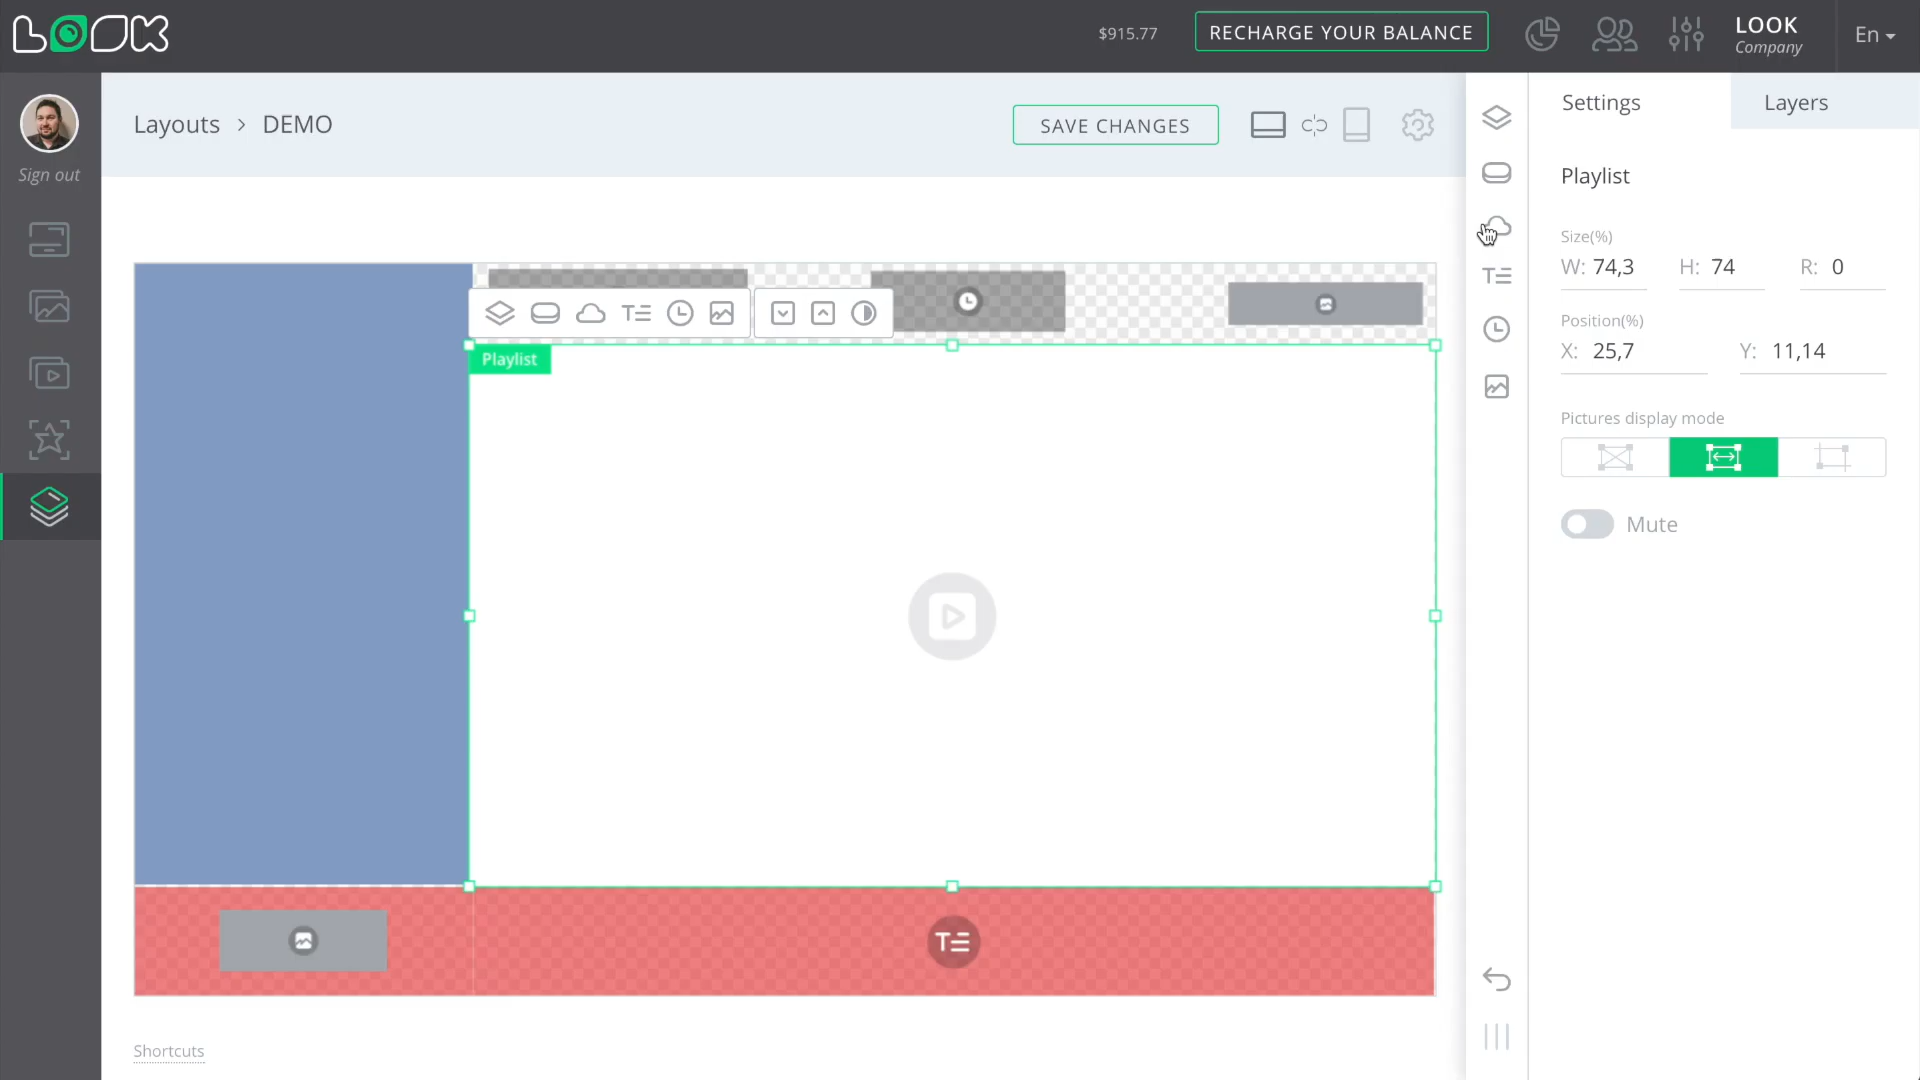 LOOK
$915.77
RECHARGE YOUR BALANCE
LOOK
Company
En
Sign out
Layouts > DEMO
SAVE CHANGES
Playlist
Shortcuts
Settings
Layers
Playlist
Size(%)
W: 74,3 H: 74 R: 0
Position(%)
X: 25,7 Y: 11,14
Pictures display mode
Mute